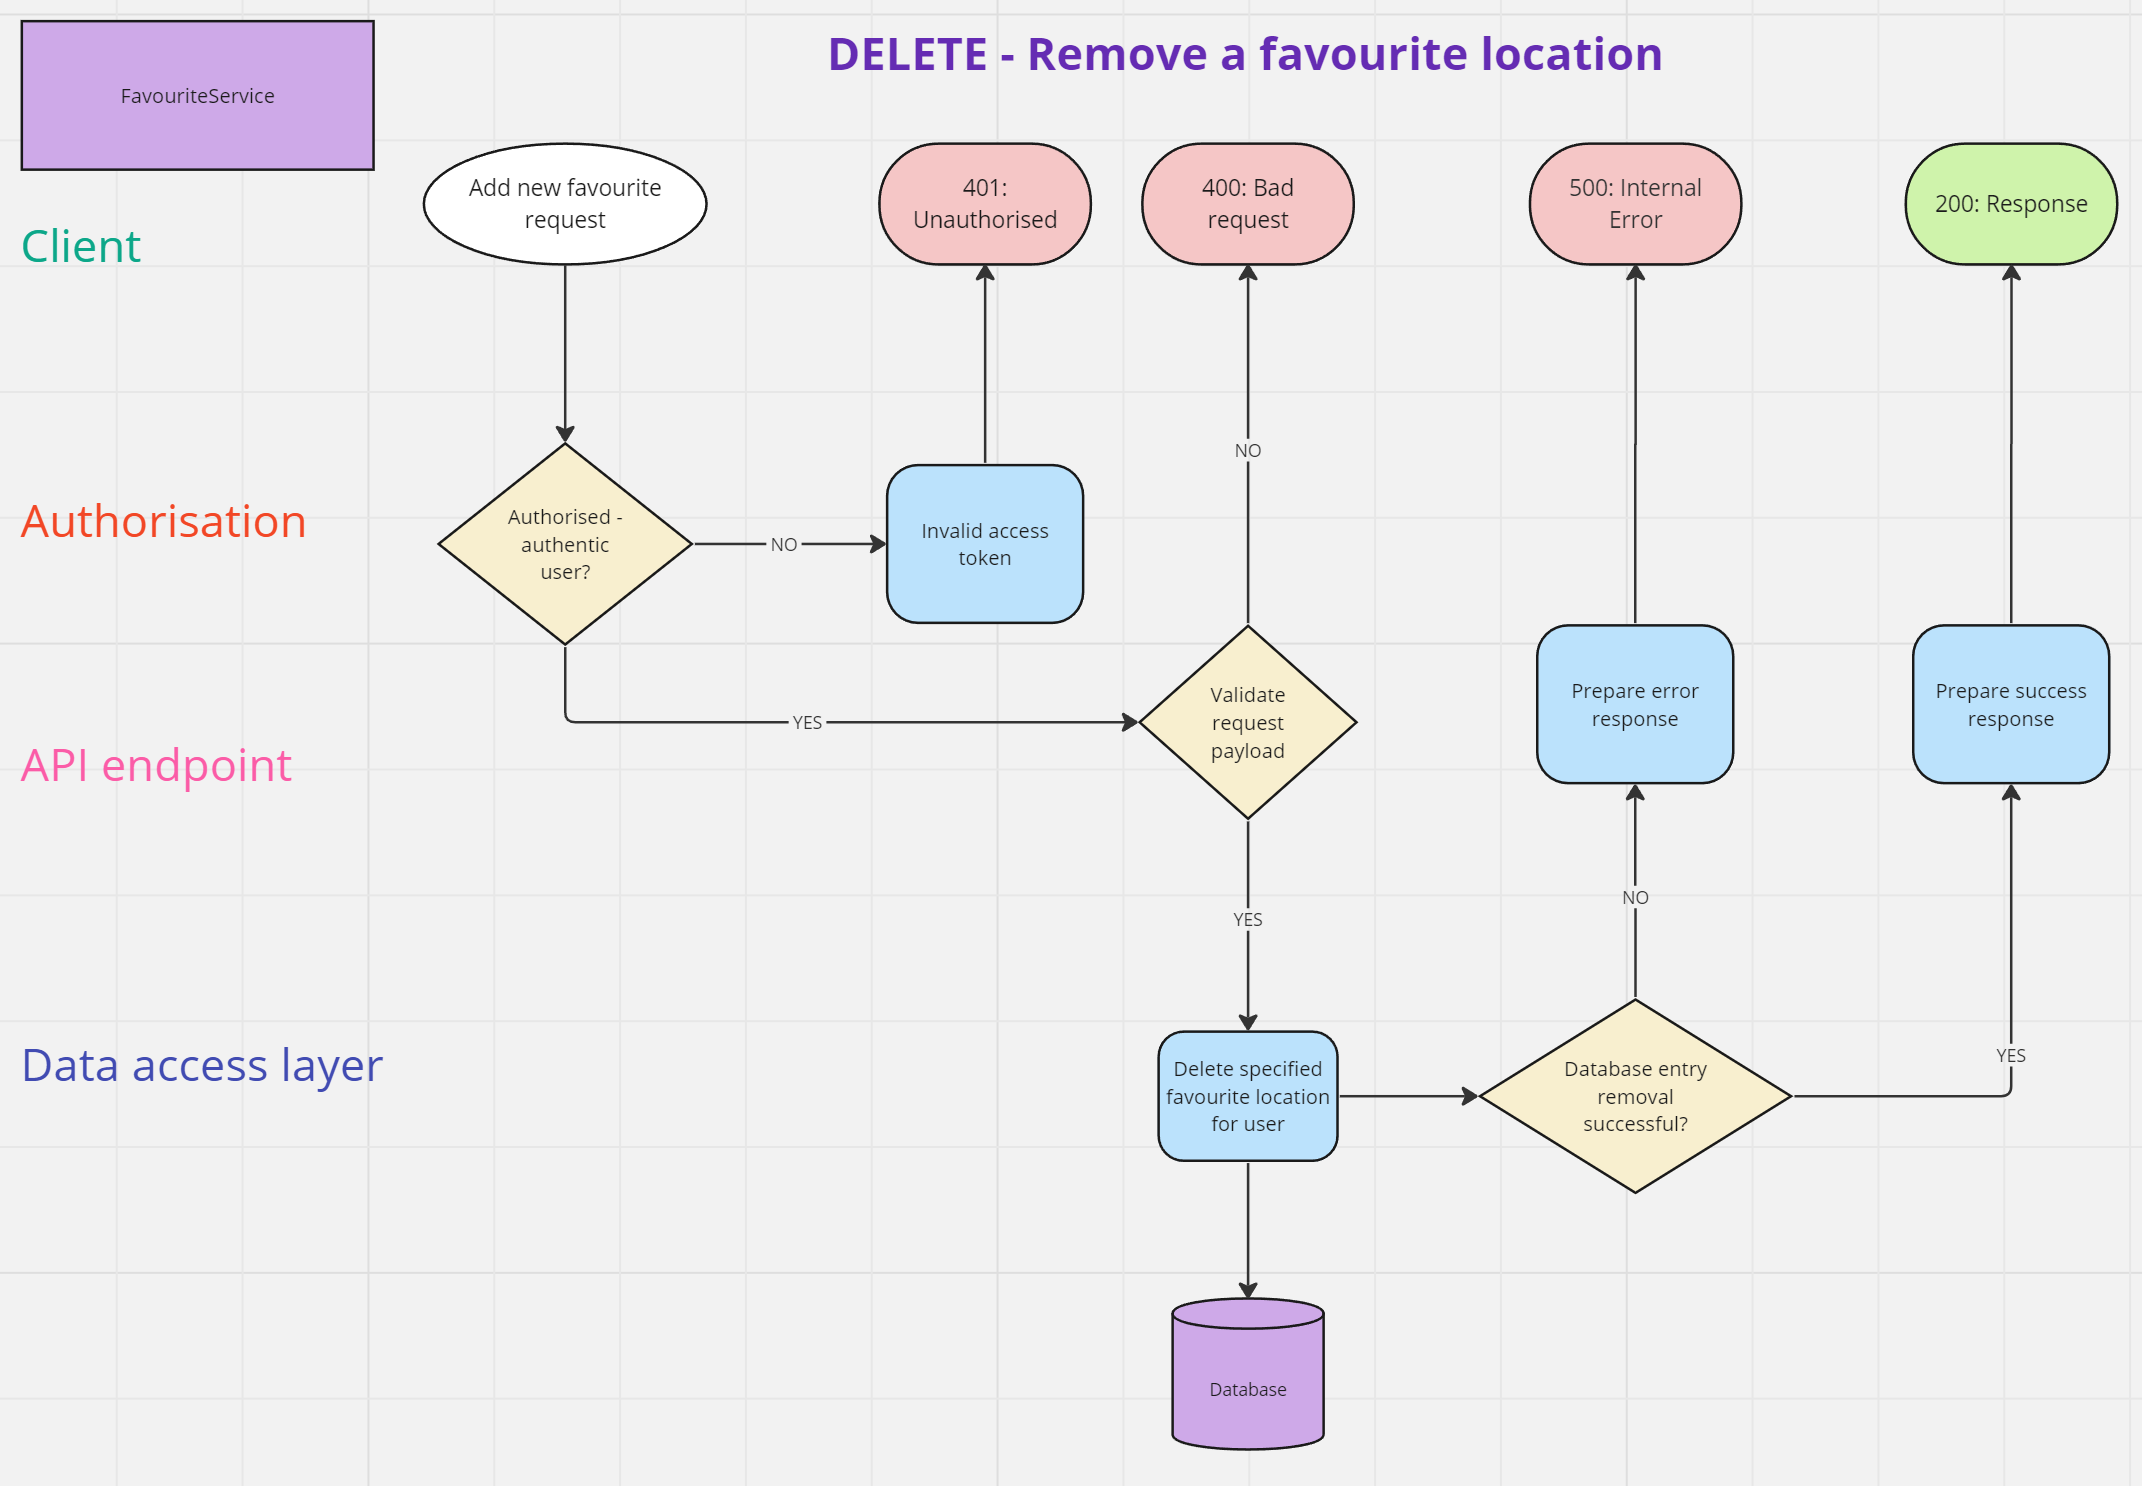 DELETE - Remove a favourite location
FavouriteService
Client
Add new favourite
request
401:
Unauthorised
400: Bad
request
500: Internal
Error
200: Response
Authorisation
Authorised -
authentic
user?
NO
Invalid access
token
NO
API endpoint
YES
Validate
request
payload
Prepare error
response
Prepare success
response
YES
NO
YES
Data access layer
Delete specified
favourite location
for user
Database entry
removal
successful?
Database